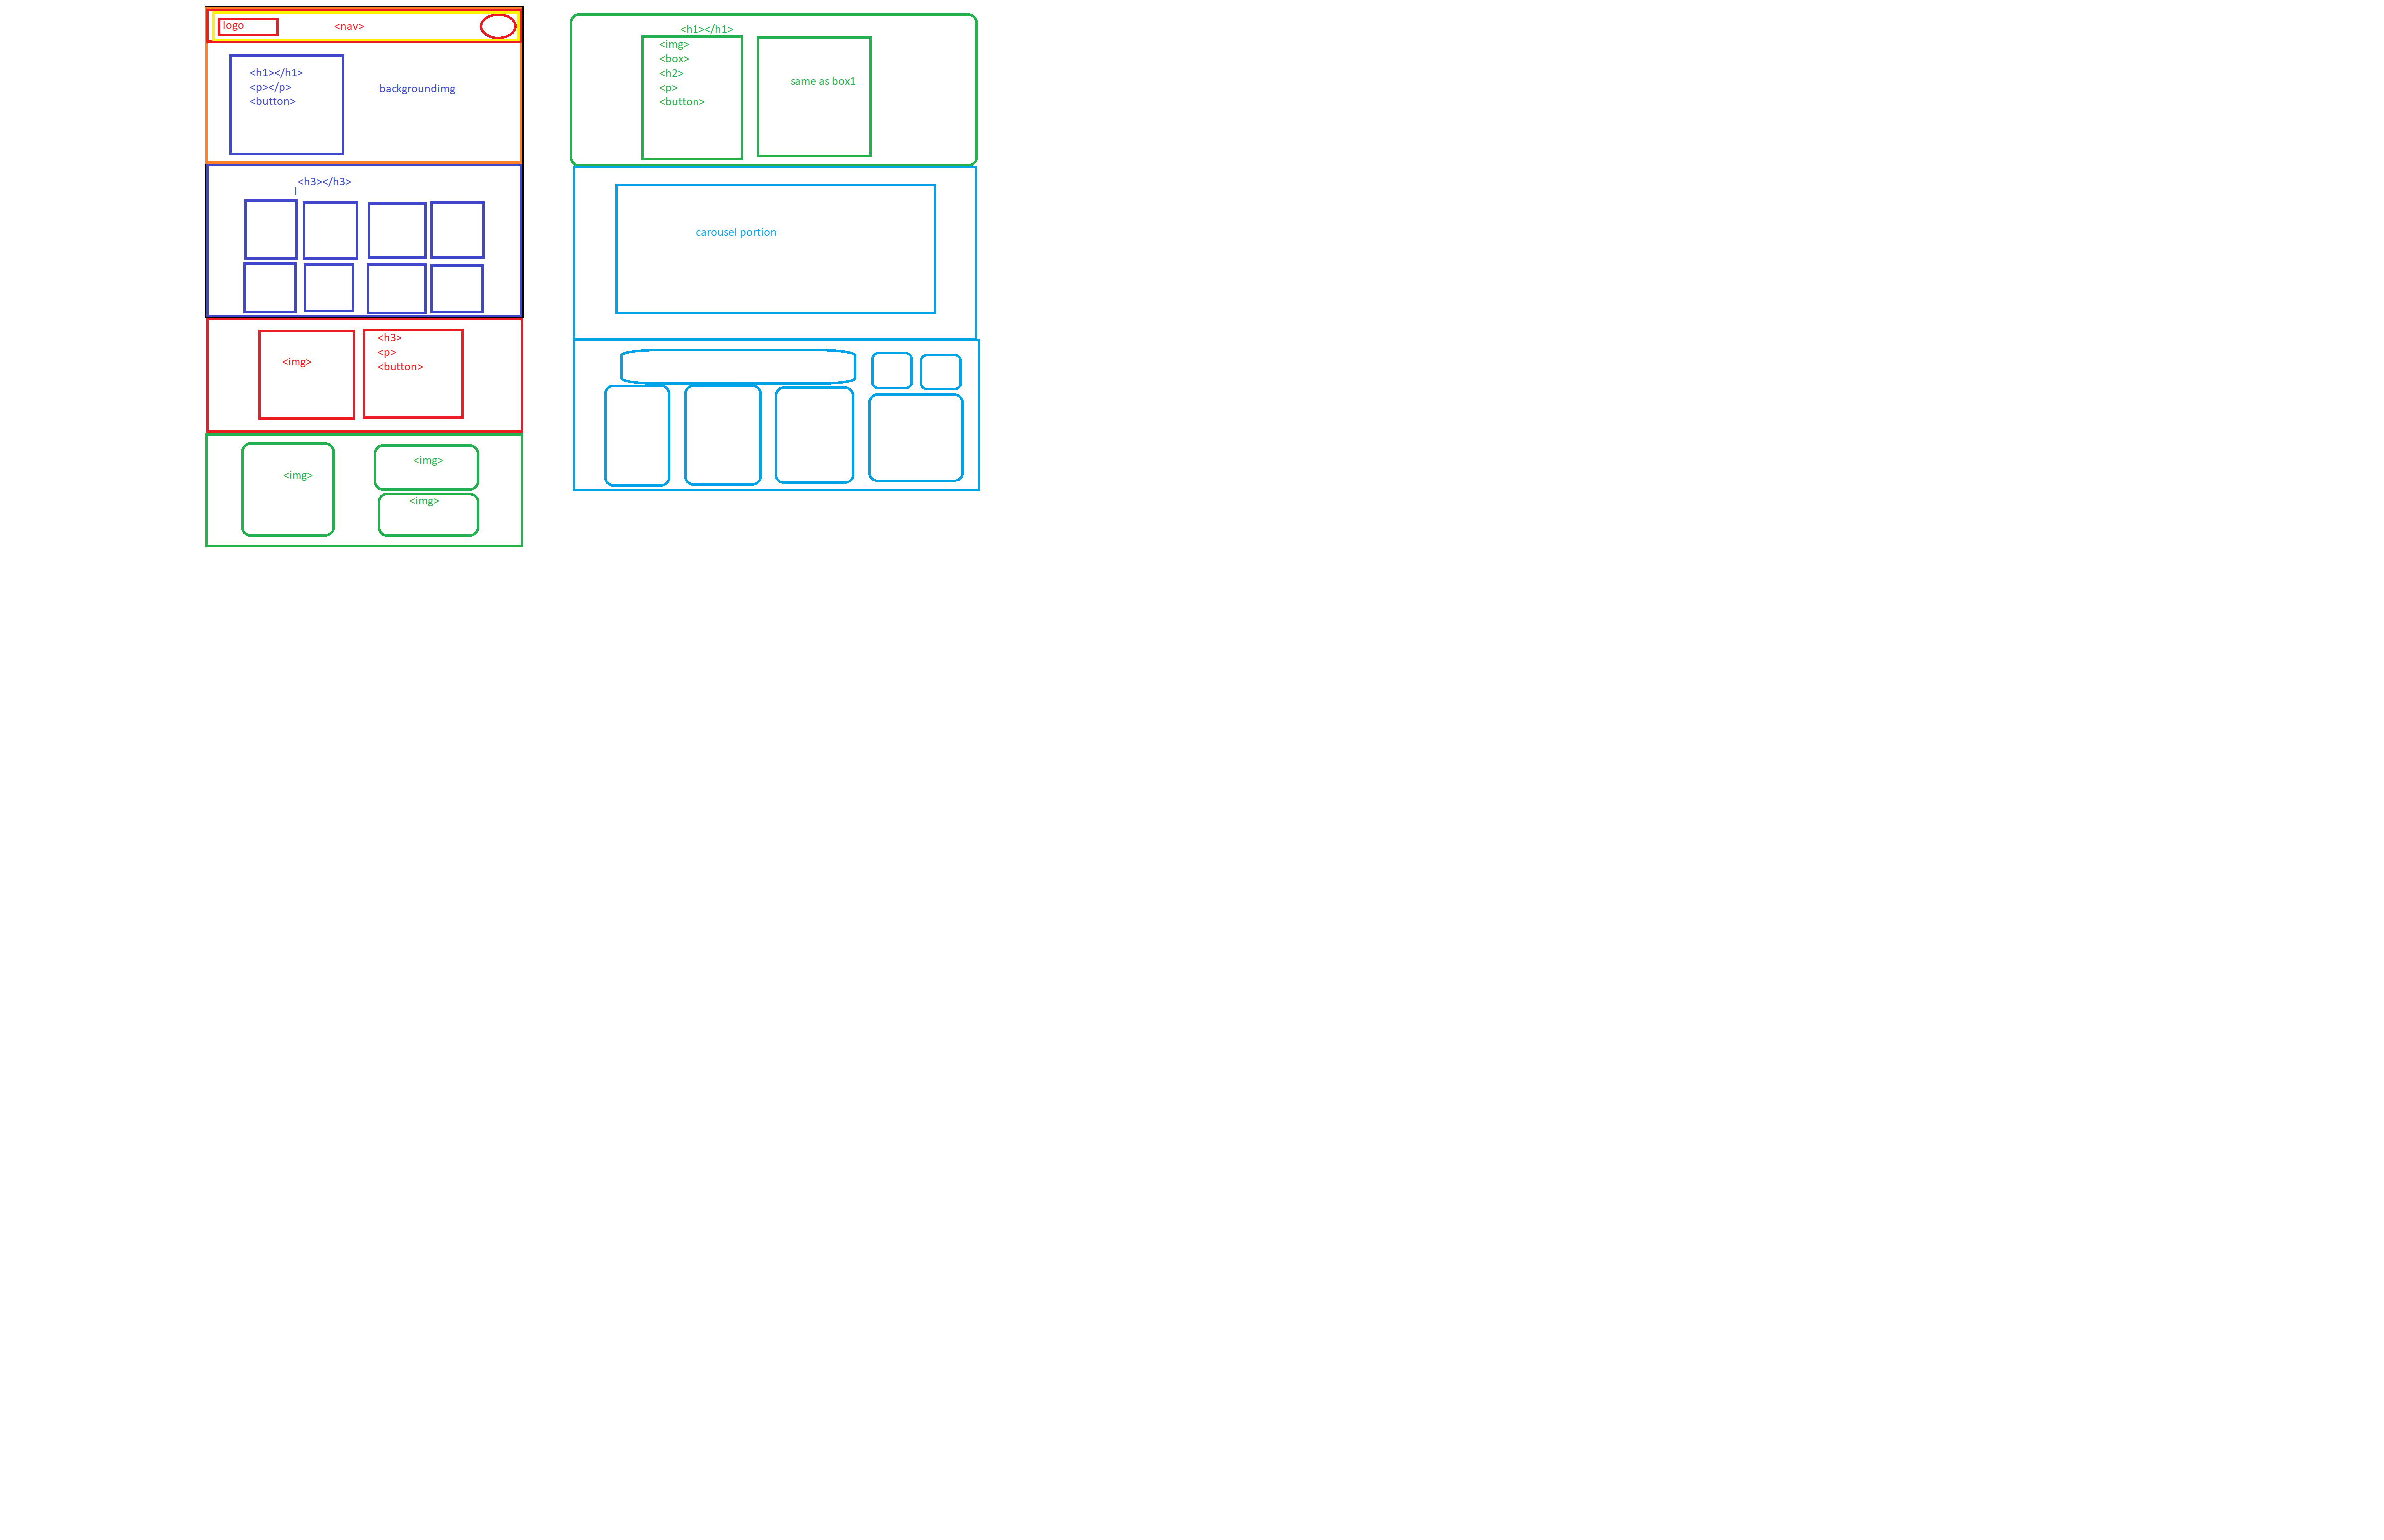 logo
<nav>
<h1></h1>
<p></p>
<button>
backgroundimg
<h3></h3>
<img>
<h3>
<p>
<button>
<img>
<img>
<img>
<h1></h1>
<img>
<box>
<h2>
<p>
<button>
same as box1
carousel portion